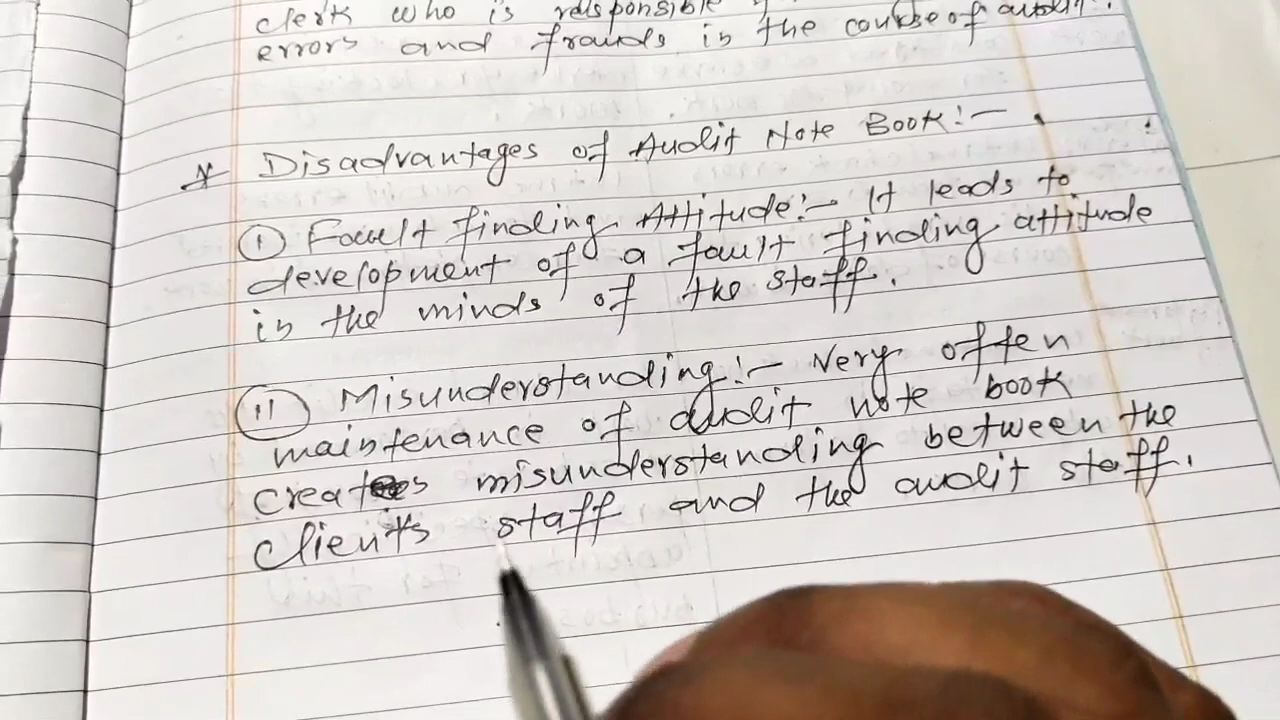 clerk who is responsible
errors and frauds in the course of audit.
Disadvantages of Audit Note Book:-
(I) Faault finding Attitude:- It leads to
development of a fault finding attitude
in the minds of the staff.
(II) Misunderstanding:- Very often
maintenance of audit note book
creates misunderstanding between the
clients staff and the audit staff.